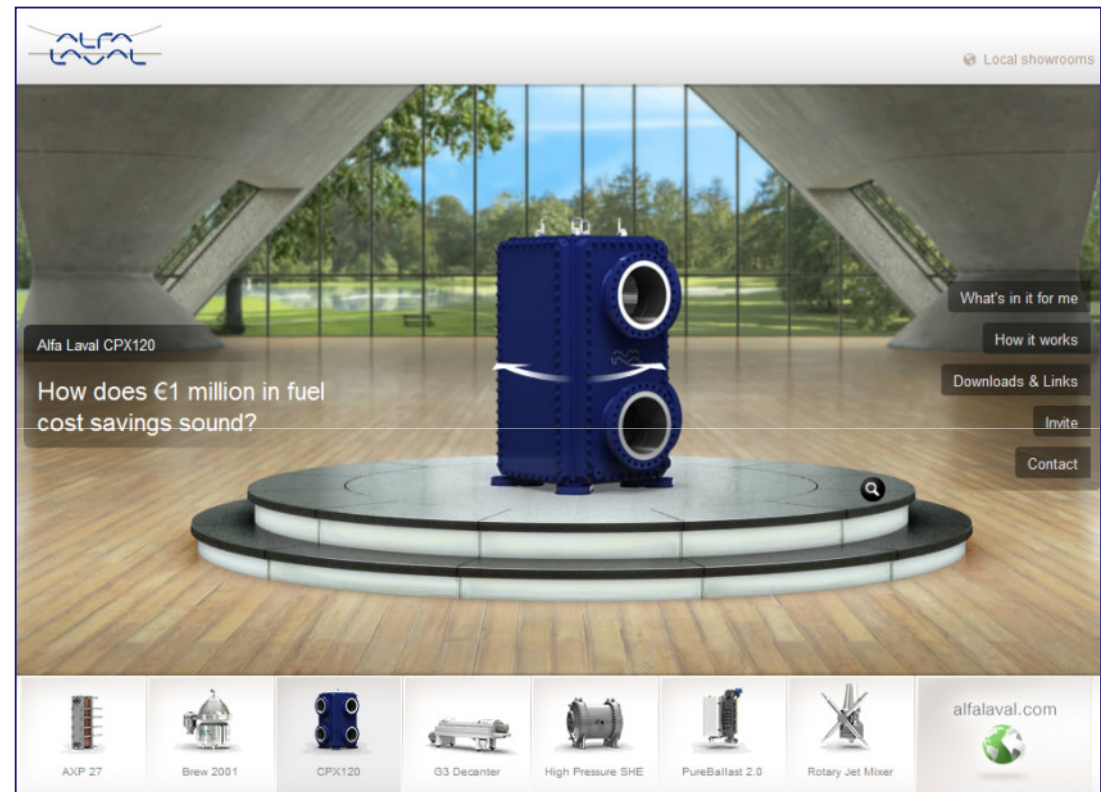 ALFA
LAVAL
Local showrooms
What's in it for me
Alfa Laval CPX120
How it works
How does €1 million in fuel
cost savings sound?
Downloads & Links
Invite
Contact
AXP 27
Brew 2001
CPX120
G3 Decanter
High Pressure SHE
PureBallast 2.0
Rotary Jet Mixer
alfalaval.com